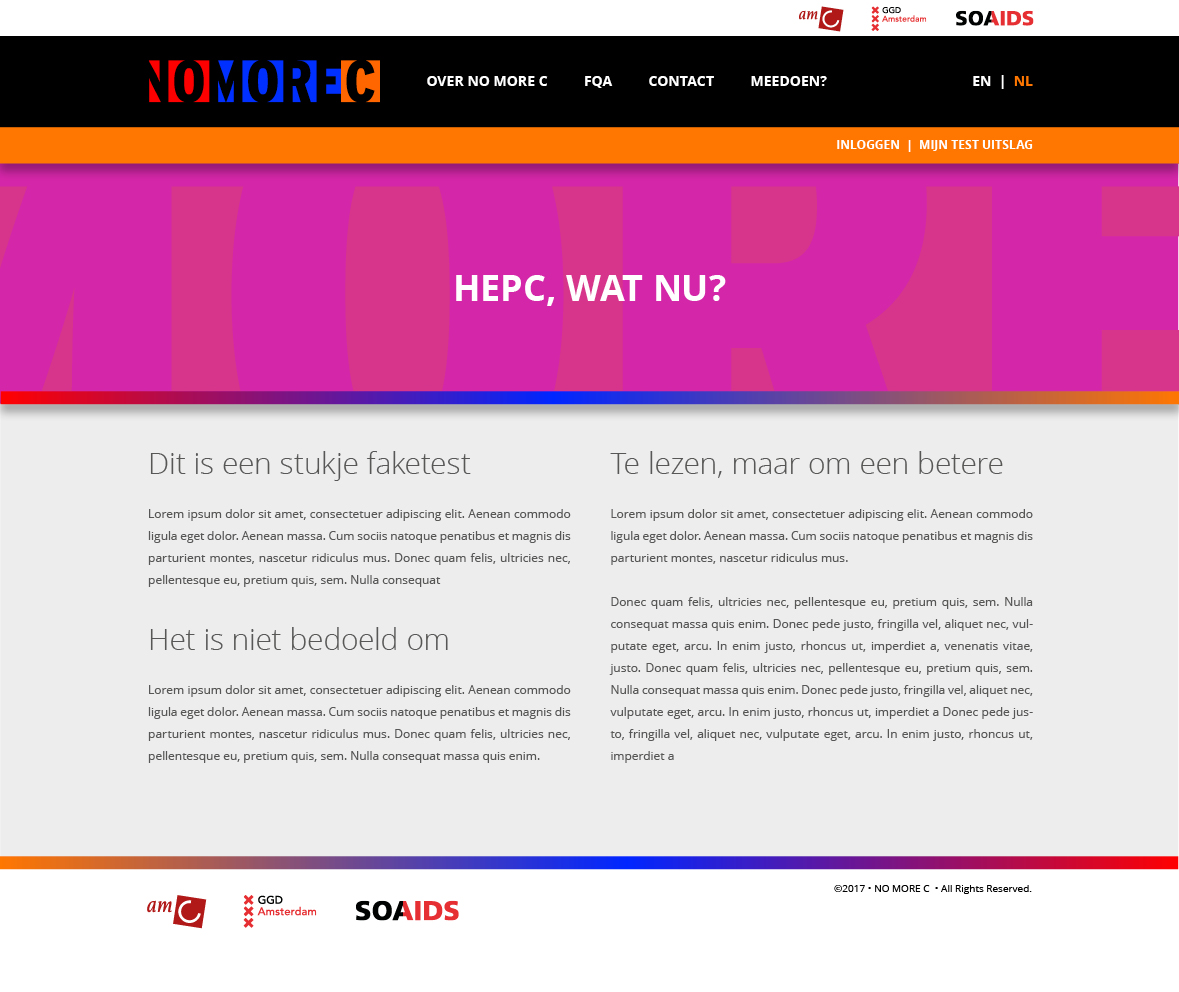 amc
GGD
Amsterdam
SOAIDS
NOMOREC
OVER NO MORE C
FQA
CONTACT
MEEDOEN?
EN | NL
INLOGGEN | MIJN TEST UITSLAG
MORE
HEPC, WAT NU?
Dit is een stukje faketest
Lorem ipsum dolor sit amet, consectetuer adipiscing elit. Aenean commodo
ligula eget dolor. Aenean massa. Cum sociis natoque penatibus et magnis dis
parturient montes, nascetur ridiculus mus. Donec quam felis, ultricies nec,
pellentesque eu, pretium quis, sem. Nulla consequat
Het is niet bedoeld om
Lorem ipsum dolor sit amet, consectetuer adipiscing elit. Aenean commodo
ligula eget dolor. Aenean massa. Cum sociis natoque penatibus et magnis dis
parturient montes, nascetur ridiculus mus. Donec quam felis, ultricies nec,
pellentesque eu, pretium quis, sem. Nulla consequat massa quis enim.
Te lezen, maar om een betere
Lorem ipsum dolor sit amet, consectetuer adipiscing elit. Aenean commodo
ligula eget dolor. Aenean massa. Cum sociis natoque penatibus et magnis dis
parturient montes, nascetur ridiculus mus.
Donec quam felis, ultricies nec, pellentesque eu, pretium quis, sem. Nulla
consequat massa quis enim. Donec pede justo, fringilla vel, aliquet nec, vul-
putate eget, arcu. In enim justo, rhoncus ut, imperdiet a, venenatis vitae,
justo. Donec quam felis, ultricies nec, pellentesque eu, pretium quis, sem.
Nulla consequat massa quis enim. Donec pede justo, fringilla vel, aliquet nec,
vulputate eget, arcu. In enim justo, rhoncus ut, imperdiet a Donec pede jus-
to, fringilla vel, aliquet nec, vulputate eget, arcu. In enim justo, rhoncus ut,
imperdiet a
amc
GGD
Amsterdam
SOAIDS
©2017 • NO MORE C • All Rights Reserved.